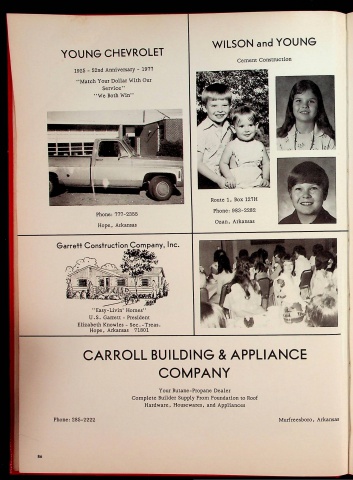 YOUNG CHEVROLET
1925 - 52nd Anniversary - 1977
"Match Your Dollar With Our
Service"
"We Both Win"
Phone: 777-2355
Hope, Arkansas
WILSON and YOUNG
Cement Construction
Route 1, Box 127H
Phone: 983-2282
Ozan, Arkansas
Garrett Construction Company, Inc.
"Easy-Livin' Homes"
U.S. Garrett - President
Elizabeth Knowles - Sec.-Treas.
Hope, Arkansas 71801
CARROLL BUILDING & APPLIANCE
COMPANY
Your Butane-Propane Dealer
Complete Builder Supply From Foundation to Roof
Hardware, Housewares, and Appliances
Phone: 285-2222
Murfreesboro, Arkansas